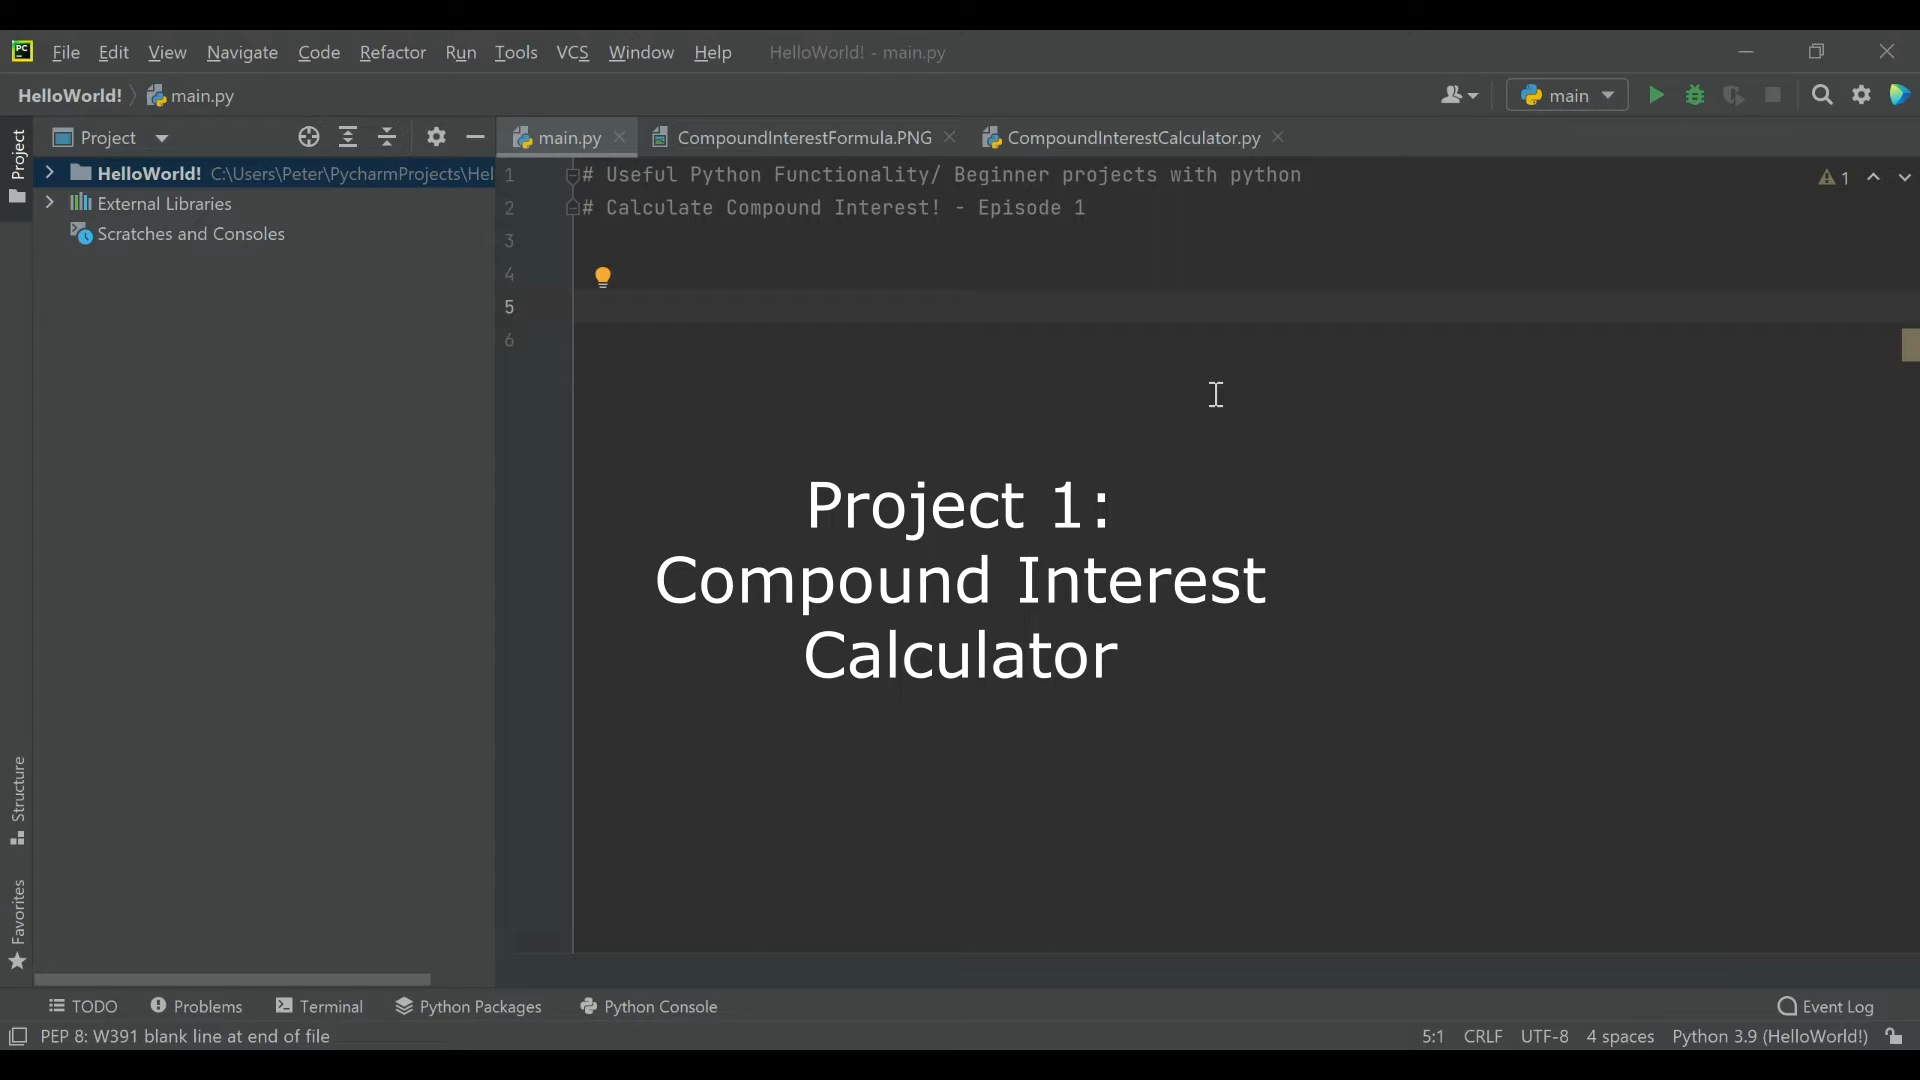 PC File Edit View Navigate Code Refactor Run Tools VCS Window Help HelloWorld! - main.py
HelloWorld! main.py main
Project
Project
main.py CompoundInterestFormula.PNG CompoundInterestCalculator.py
HelloWorld! C:\Users\Peter\PycharmProjects\Hel
External Libraries
Scratches and Consoles
1 # Useful Python Functionality/ Beginner projects with python
2 # Calculate Compound Interest! - Episode 1
3
4
5
6
1
Project 1:
Compound Interest
Calculator
Structure
Favorites
TODO Problems Terminal Python Packages Python Console Event Log
PEP 8: W391 blank line at end of file 5:1 CRLF UTF-8 4 spaces Python 3.9 (HelloWorld!)